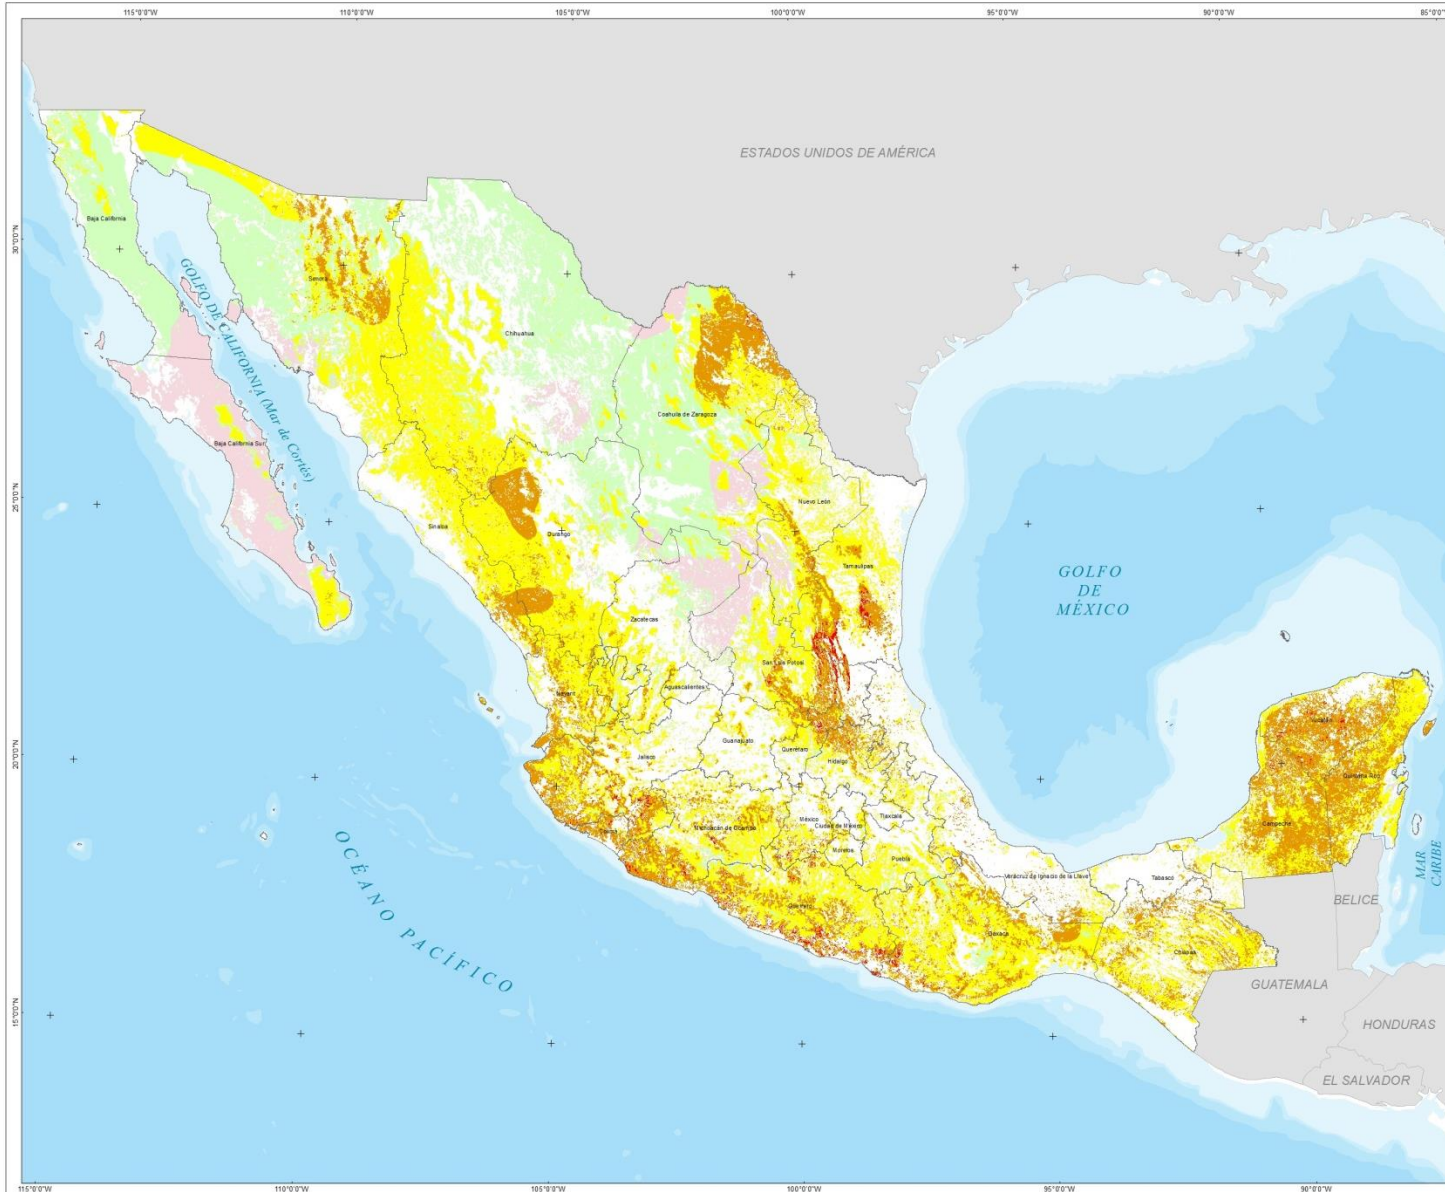 115°0'0"W
110°0'0"W
105°0'0"W
100°0'0"W
95°0'0"W
90°0'0"W
85°0'0"W
ESTADOS UNIDOS DE AMÉRICA
30°0'0"N
Baja California
Sonora
Chihuahua
GOLFO DE CALIFORNIA (Mar de Cortés)
Coahuila de Zaragoza
Baja California Sur
25°0'0"N
Nuevo León
Sinaloa
Durango
Tamaulipas
GOLFO
DE
MÉXICO
Zacatecas
San Luis Potosí
Aguascalientes
Nayarit
Yucatán
20°0'0"N
Guanajuato
Querétaro
Jalisco
Hidalgo
Quintana Roo
México
Tlaxcala
Ciudad de México
Colima
Michoacán de Ocampo
Campeche
Morelos
Puebla
MAR
CARIBE
Veracruz de Ignacio de la Llave
Tabasco
BELICE
Guerrero
Oaxaca
Chiapas
OCÉANO PACÍFICO
GUATEMALA
15°0'0"N
HONDURAS
EL SALVADOR
115°0'0"W
110°0'0"W
105°0'0"W
100°0'0"W
95°0'0"W
90°0'0"W